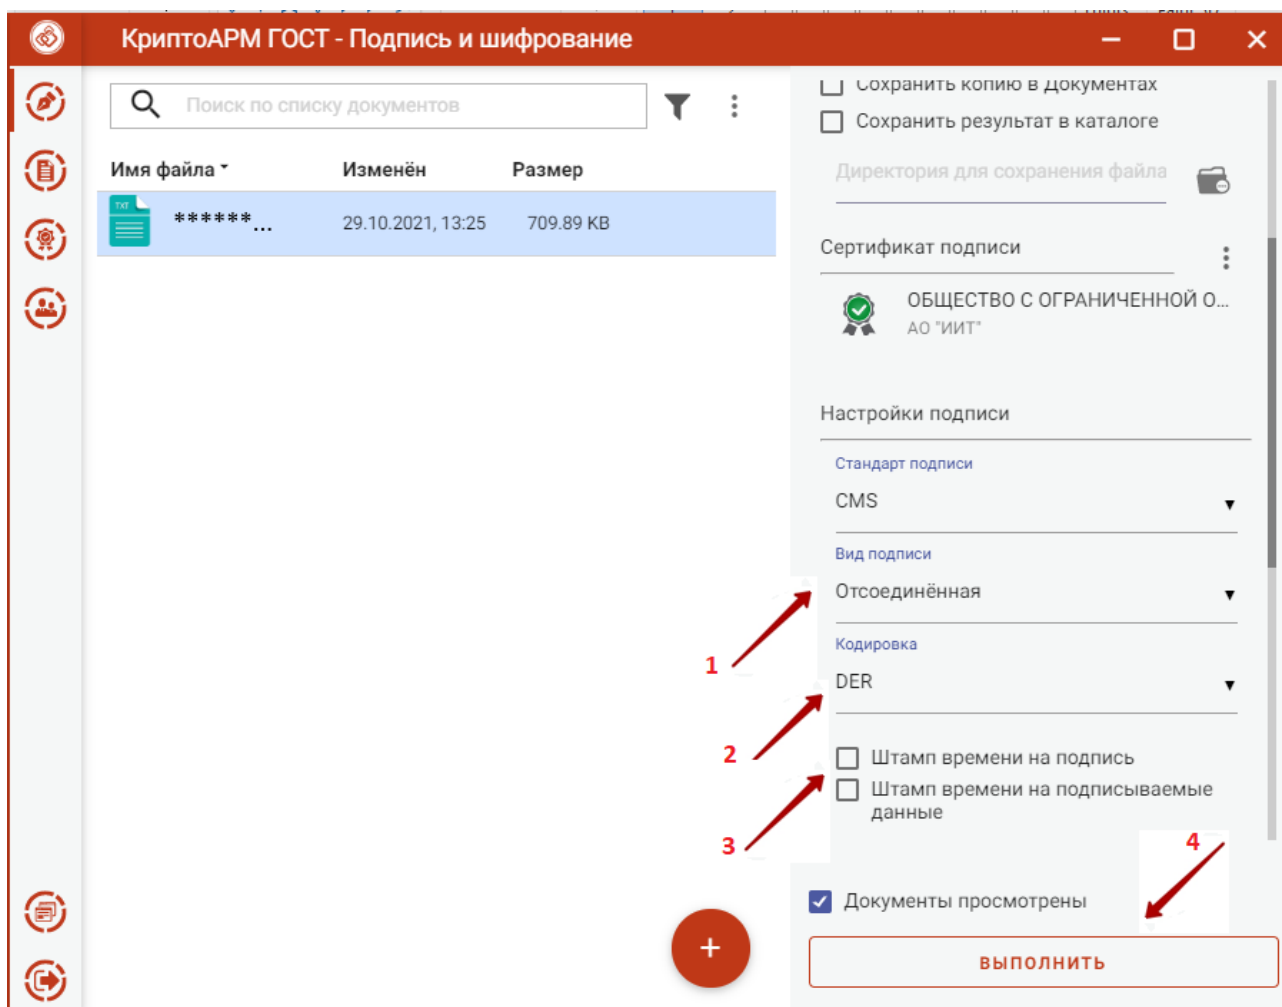 КриптоАРМ ГОСТ - Подпись и шифрование
Поиск по списку документов
Имя файла Изменён Размер
TXT
******... 29.10.2021, 13:25 709.89 KB
Сохранить копию в Документах
Сохранить результат в каталоге
Директория для сохранения файла
Сертификат подписи
ОБЩЕСТВО С ОГРАНИЧЕННОЙ О...
АО "ИИТ"
Настройки подписи
Стандарт подписи
CMS
Вид подписи
Отсоединённая
1
Кодировка
DER
2
Штамп времени на подпись
Штамп времени на подписываемые
данные
3
4
Документы просмотрены
+
ВЫПОЛНИТЬ